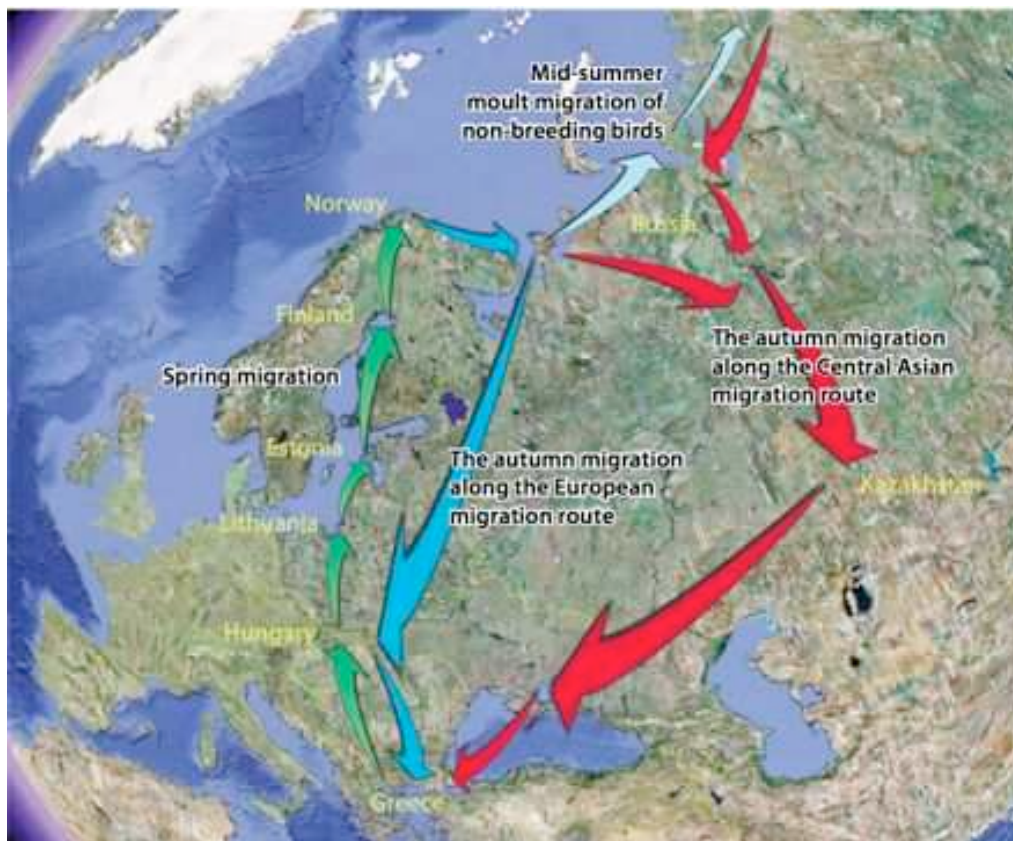 Mid-summer
moult migration of
non-breeding birds
Norway
Russia
Finland
The autumn migration
along the Central Asian
migration route
Spring migration
Estonia
The autumn migration
along the European
migration route
Kazakhstan
Lithuania
Hungary
Greece